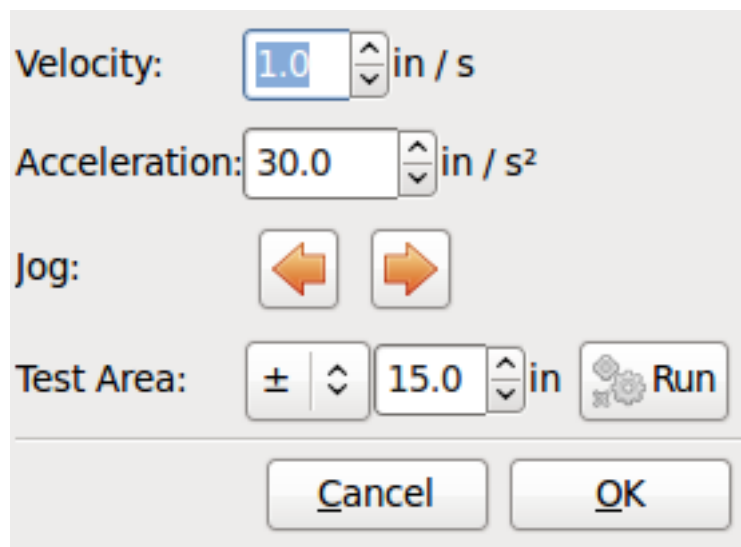 Velocity: 1.0 in / s
Acceleration: 30.0 in / s²
Jog:
Test Area: ± 15.0 in Run
Cancel OK